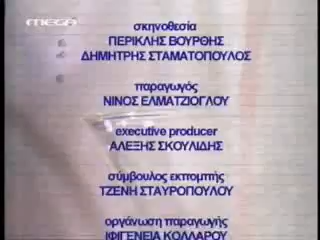 MEGA
σκηνοθεσία
ΠΕΡΙΚΛΗΣ ΒΟΥΡΘΗΣ
ΔΗΜΗΤΡΗΣ ΣΤΑΜΑΤΟΠΟΥΛΟΣ
παραγωγός
ΝΙΝΟΣ ΕΛΜΑΤΖΙΟΓΛΟΥ
executive producer
ΑΛΕΞΗΣ ΣΚΟΥΛΙΔΗΣ
σύμβουλος εκπομπής
ΤΖΕΝΗ ΣΤΑΥΡΟΠΟΥΛΟΥ
οργάνωση παραγωγής
ΙΦΙΓΕΝΕΙΑ ΚΟΛΛΑΡΟΥ